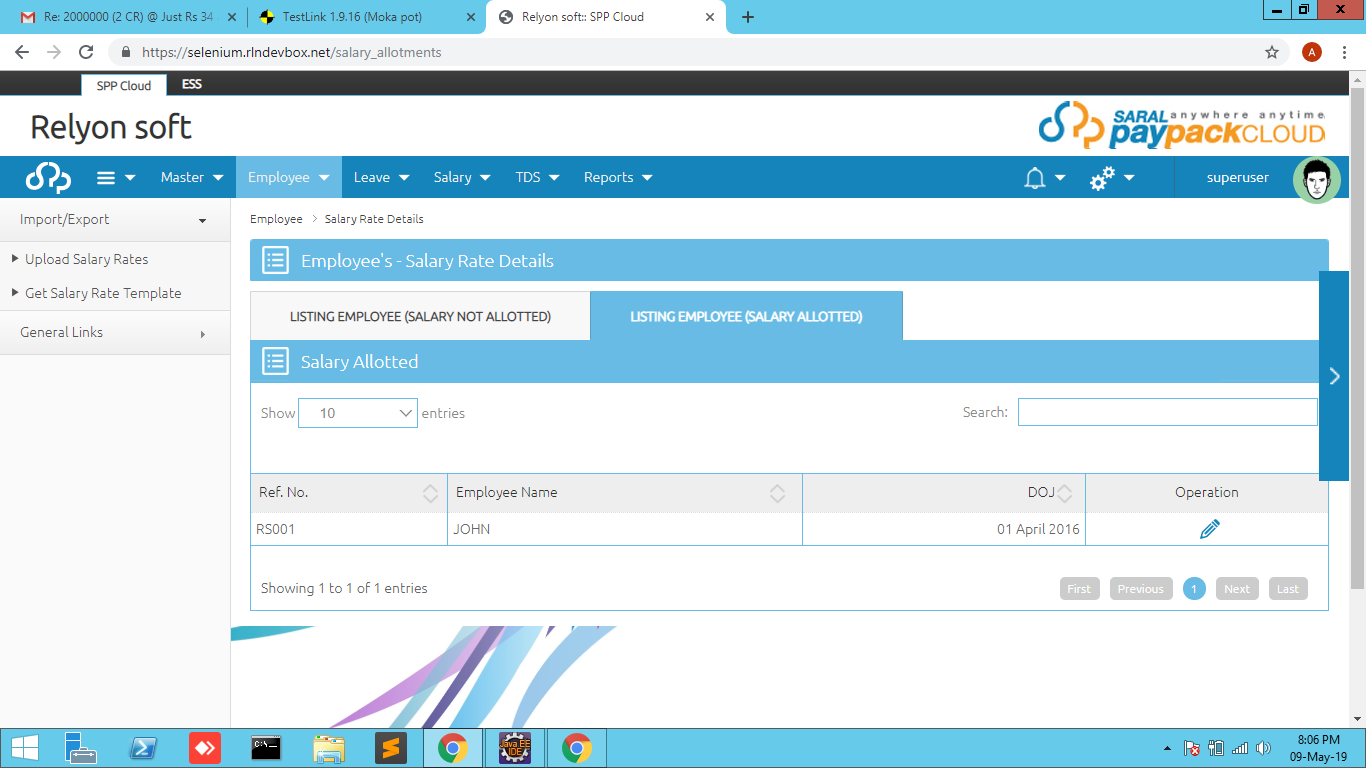 Re: 2000000 (2 CR) @ Just Rs 34
TestLink 1.9.16 (Moka pot)
Relyon soft:: SPP Cloud
https://selenium.rlndevbox.net/salary_allotments
A
SPP Cloud
ESS
Relyon soft
SARAL anywhere anytime
paypackCLOUD
Master
Employee
Leave
Salary
TDS
Reports
superuser
Import/Export
Upload Salary Rates
Get Salary Rate Template
General Links
Employee > Salary Rate Details
Employee's - Salary Rate Details
LISTING EMPLOYEE (SALARY NOT ALLOTTED)
LISTING EMPLOYEE (SALARY ALLOTTED)
Salary Allotted
Show 10 entries
Search:
Ref. No. Employee Name DOJ Operation
RS001 JOHN 01 April 2016
Showing 1 to 1 of 1 entries
First Previous 1 Next Last
Java EE
IDE
8:06 PM
09-May-19